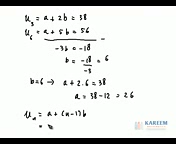 U₃ = a + 2b = 38
U₆ = a + 5b = 56
-3b = -18
b = -18/-3 = 6
b=6 → a + 2.6 = 38
a = 38-12 = 26
Uₙ = a + (n-1)b
=
KAREEM